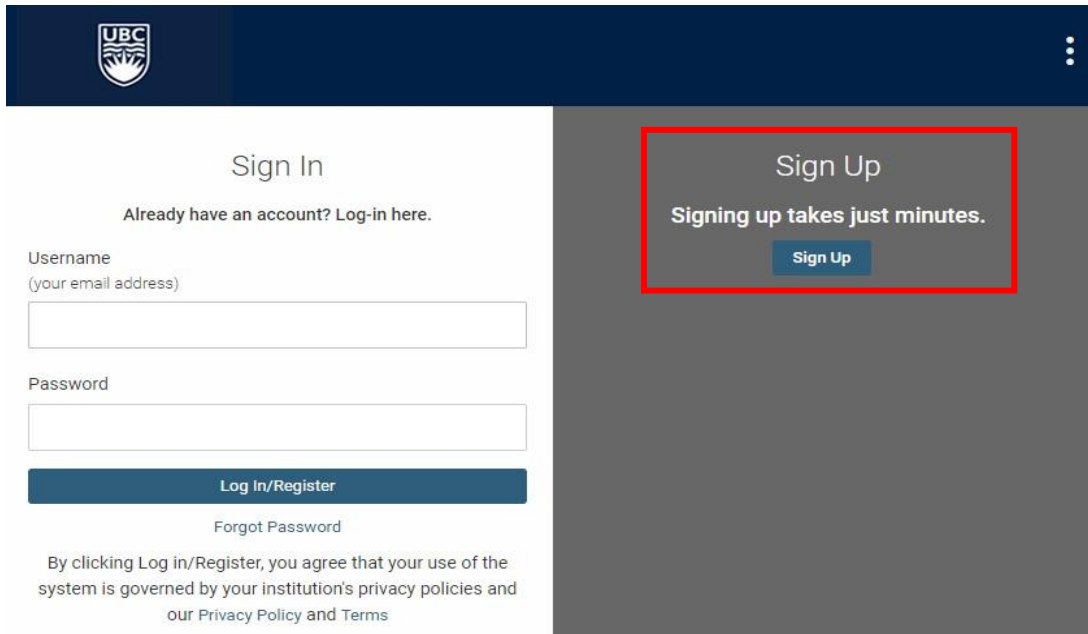 UBC
Sign In
Already have an account? Log-in here.
Username
(your email address)
Password
Log In/Register
Forgot Password
By clicking Log in/Register, you agree that your use of the
system is governed by your institution's privacy policies and
our Privacy Policy and Terms
Sign Up
Signing up takes just minutes.
Sign Up